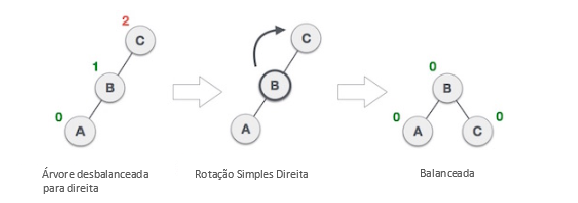 2
C
1
B
0
A
C
B
A
0
B
0
A
C
0
Árvore desbalanceada
para direita
Rotação Simples Direita
Balanceada